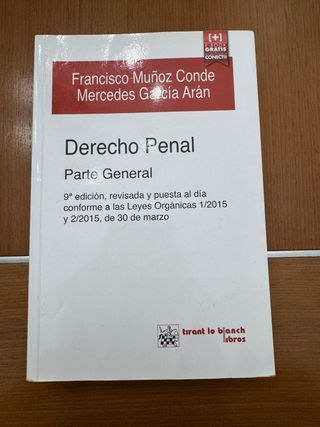 [+]
GRATIS
Francisco Muñoz Conde
Mercedes García Arán
Derecho Penal
Parte General
9ª edición, revisada y puesta al día
conforme a las Leyes Orgánicas 1/2015
y 2/2015, de 30 de marzo
tirant lo blanch
libros